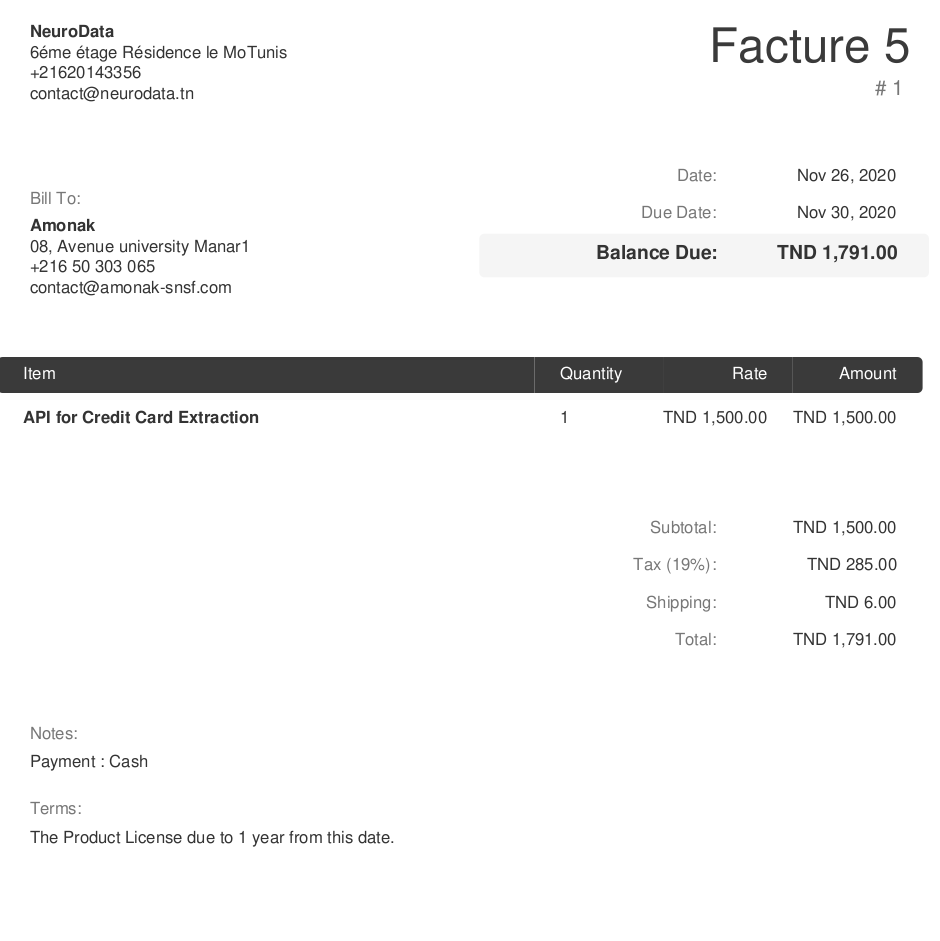 NeuroData
6éme étage Résidence le MoTunis
+21620143356
contact@neurodata.tn
Facture 5
# 1
Bill To:
Amonak
08, Avenue university Manar1
+216 50 303 065
contact@amonak-snsf.com
Date: Nov 26, 2020
Due Date: Nov 30, 2020
Balance Due: TND 1,791.00
Item Quantity Rate Amount
API for Credit Card Extraction 1 TND 1,500.00 TND 1,500.00
Subtotal: TND 1,500.00
Tax (19%): TND 285.00
Shipping: TND 6.00
Total: TND 1,791.00
Notes:
Payment : Cash
Terms:
The Product License due to 1 year from this date.